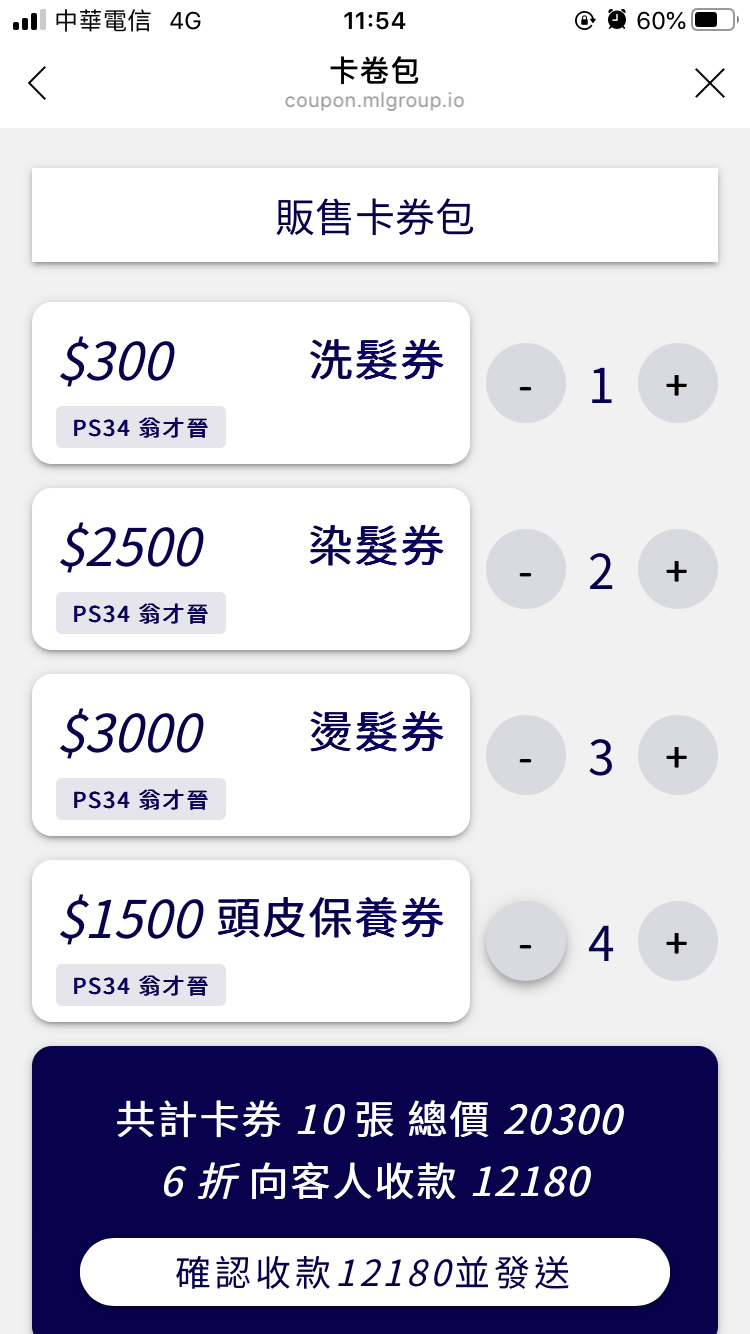 中華電信 4G 11:54 60%
卡卷包
coupon.mlgroup.io
販售卡券包
$300 洗髮券 - 1 +
PS34 翁才晉
$2500 染髮券 - 2 +
PS34 翁才晉
$3000 燙髮券 - 3 +
PS34 翁才晉
$1500 頭皮保養券 - 4 +
PS34 翁才晉
共計卡券 10 張 總價 20300
6 折 向客人收款 12180
確認收款12180並發送